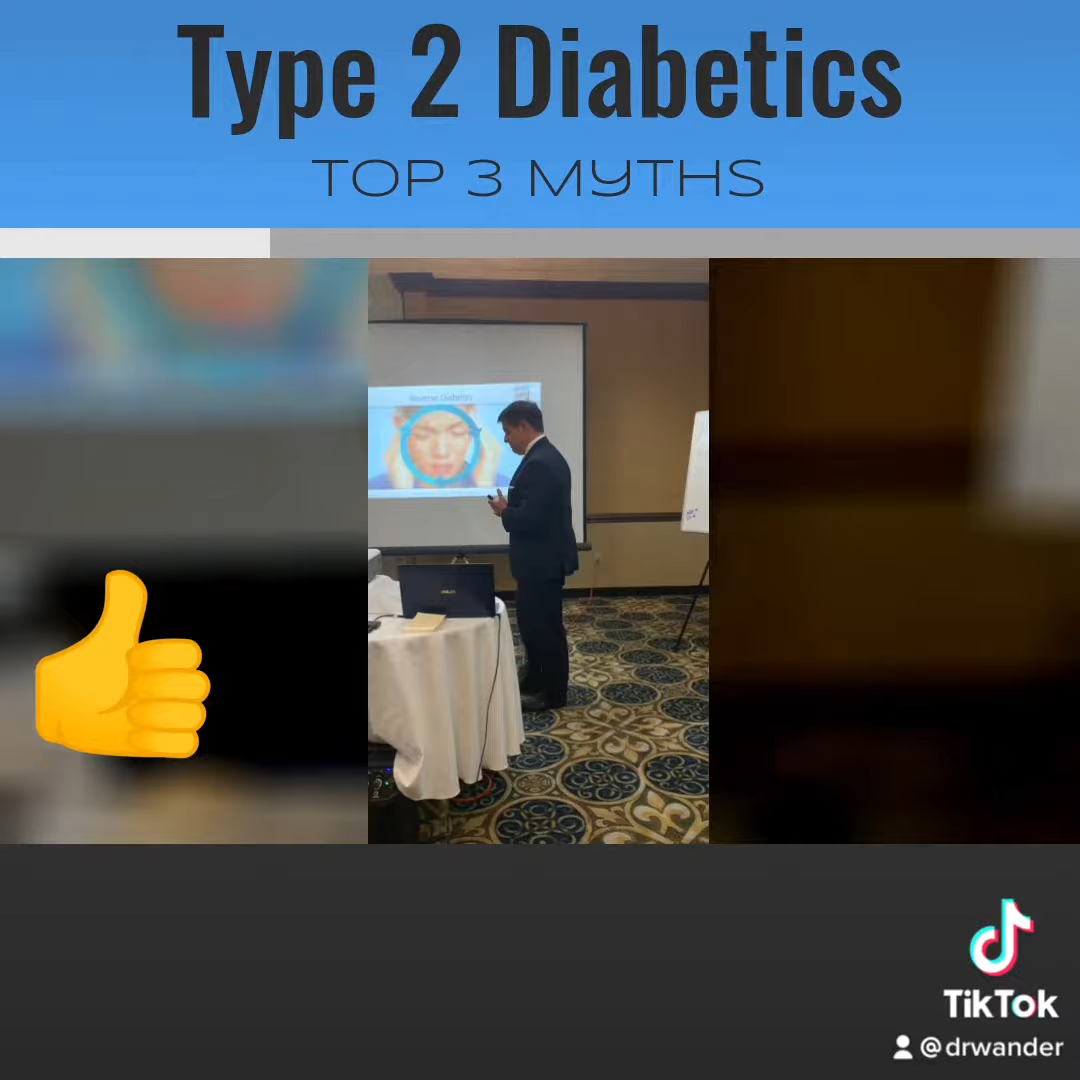 Type 2 Diabetics
TOP 3 MYTHS
Reverse Diabetes
TikTok
@drwander